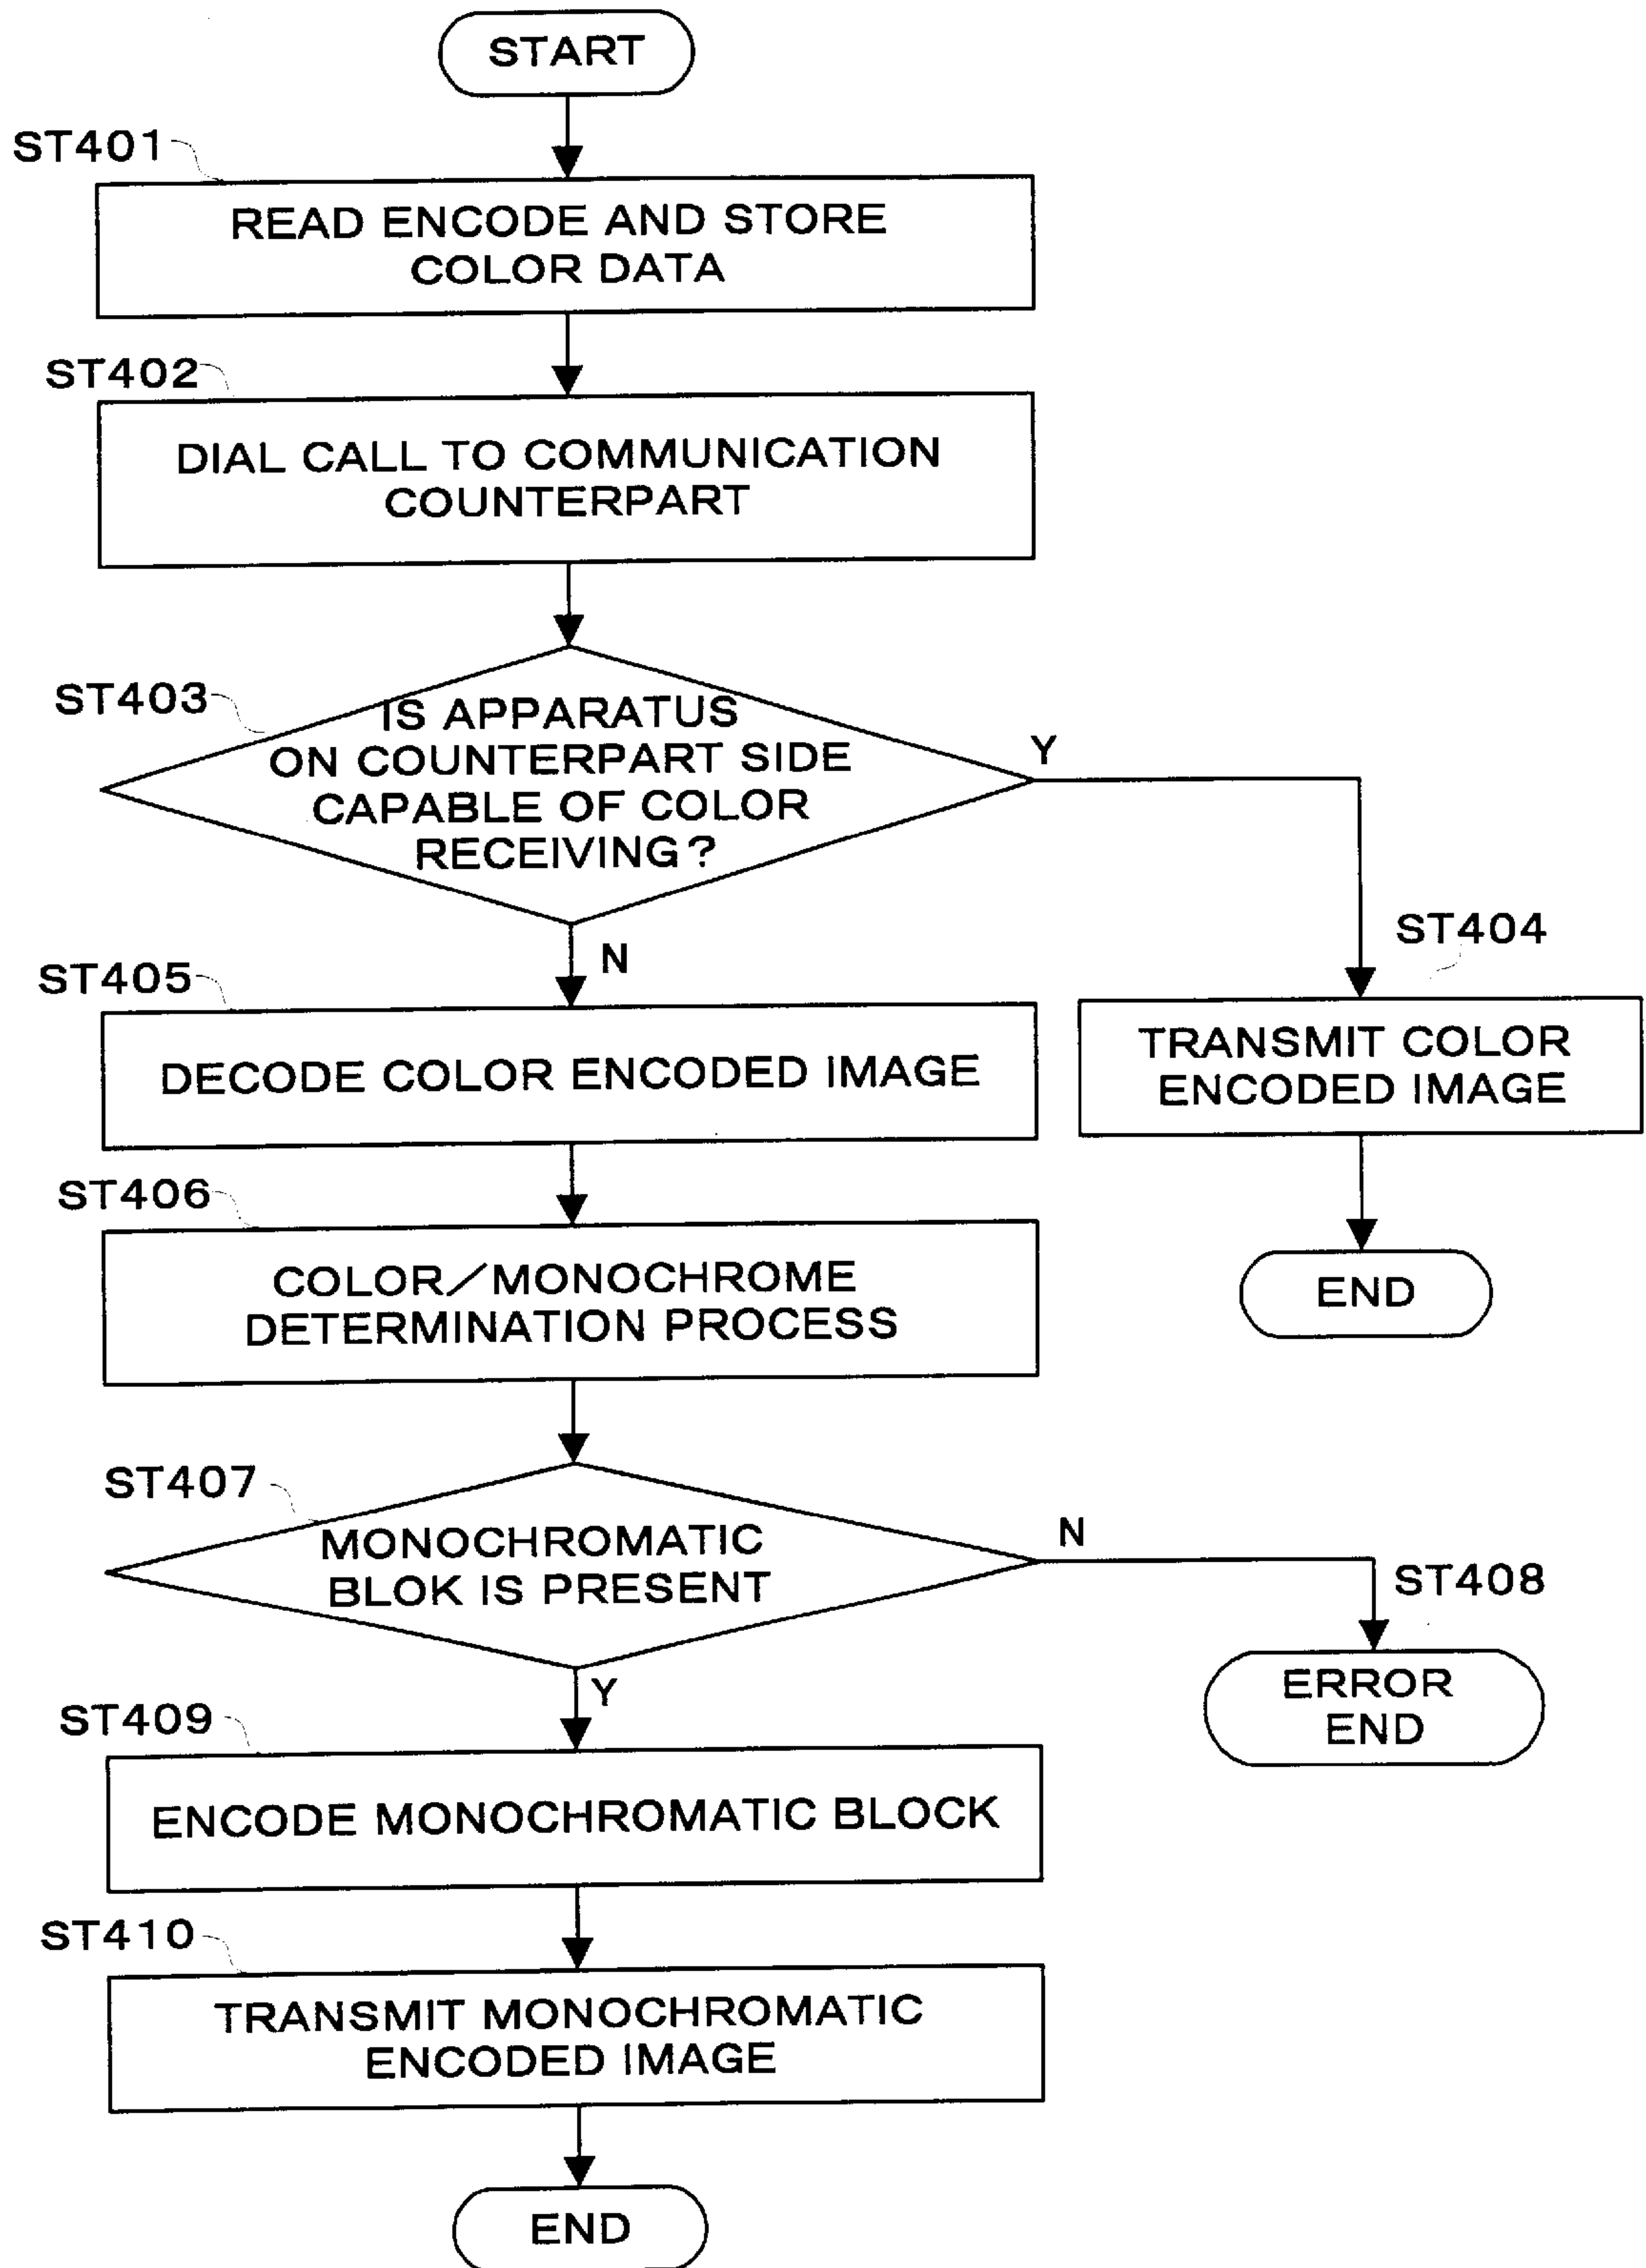 START
ST401
READ ENCODE AND STORE
COLOR DATA
ST402
DIAL CALL TO COMMUNICATION
COUNTERPART
ST403
IS APPARATUS
ON COUNTERPART SIDE
CAPABLE OF COLOR
RECEIVING?
Y
N
ST404
TRANSMIT COLOR
ENCODED IMAGE
END
ST405
DECODE COLOR ENCODED IMAGE
ST406
COLOR/MONOCHROME
DETERMINATION PROCESS
ST407
MONOCHROMATIC
BLOK IS PRESENT
N
Y
ST408
ERROR
END
ST409
ENCODE MONOCHROMATIC BLOCK
ST410
TRANSMIT MONOCHROMATIC
ENCODED IMAGE
END